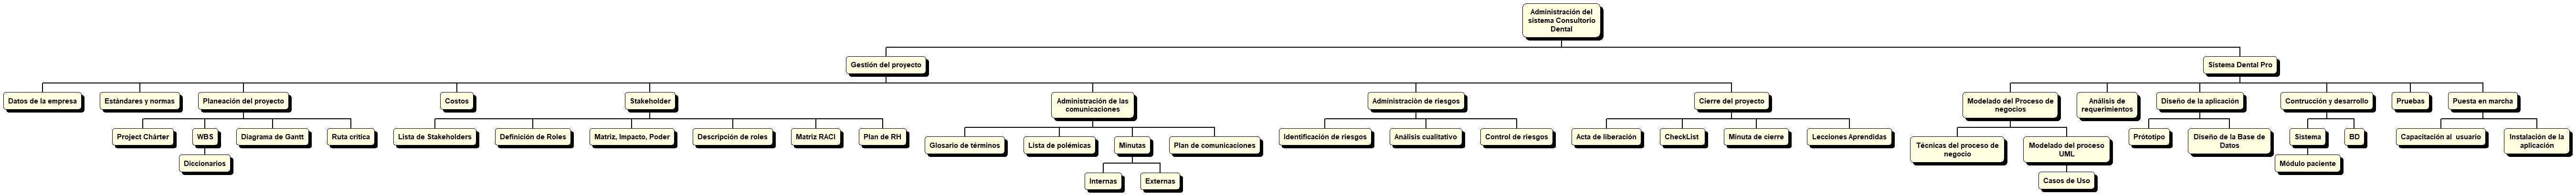 Administración del
sistema Consultorio
Dental
Gestión del proyecto
Sistema Dental Pro
Datos de la empresa
Estándares y normas
Planeación del proyecto
Costos
Stakeholder
Administración de las
comunicaciones
Administración de riesgos
Cierre del proyecto
Modelado del Proceso de
negocios
Análisis de
requerimientos
Diseño de la aplicación
Contrucción y desarrollo
Pruebas
Puesta en marcha
Project Chárter
WBS
Diagrama de Gantt
Ruta crítica
Lista de Stakeholders
Definición de Roles
Matriz, Impacto, Poder
Descripción de roles
Matriz RACI
Plan de RH
Glosario de términos
Lista de polémicas
Minutas
Plan de comunicaciones
Identificación de riesgos
Análisis cualitativo
Control de riesgos
Acta de liberación
CheckList
Minuta de cierre
Lecciones Aprendidas
Técnicas del proceso de
negocio
Modelado del proceso
UML
Prótotipo
Diseño de la Base de
Datos
Sistema
BD
Capacitación al usuario
Instalación de la
aplicación
Diccionarios
Internas
Externas
Casos de Uso
Módulo paciente